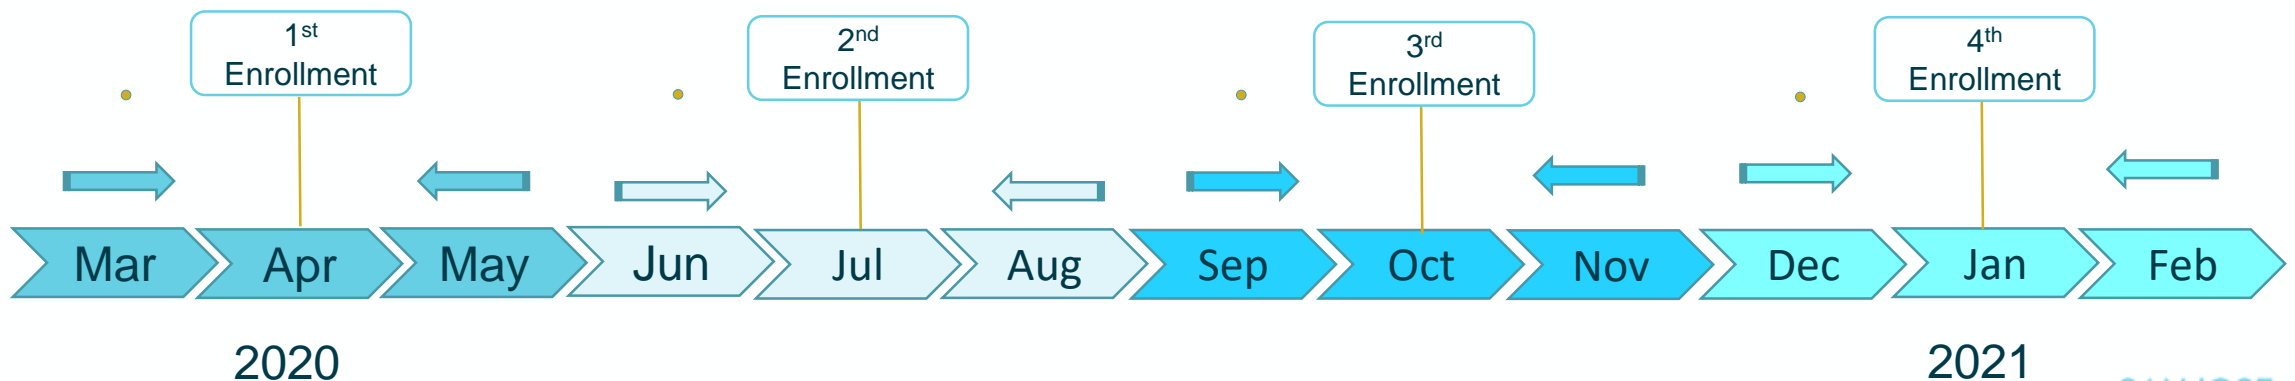 1st
Enrollment
2nd
Enrollment
3rd
Enrollment
4th
Enrollment
Mar
Apr
May
Jun
Jul
Aug
Sep
Oct
Nov
Dec
Jan
Feb
2020
2021